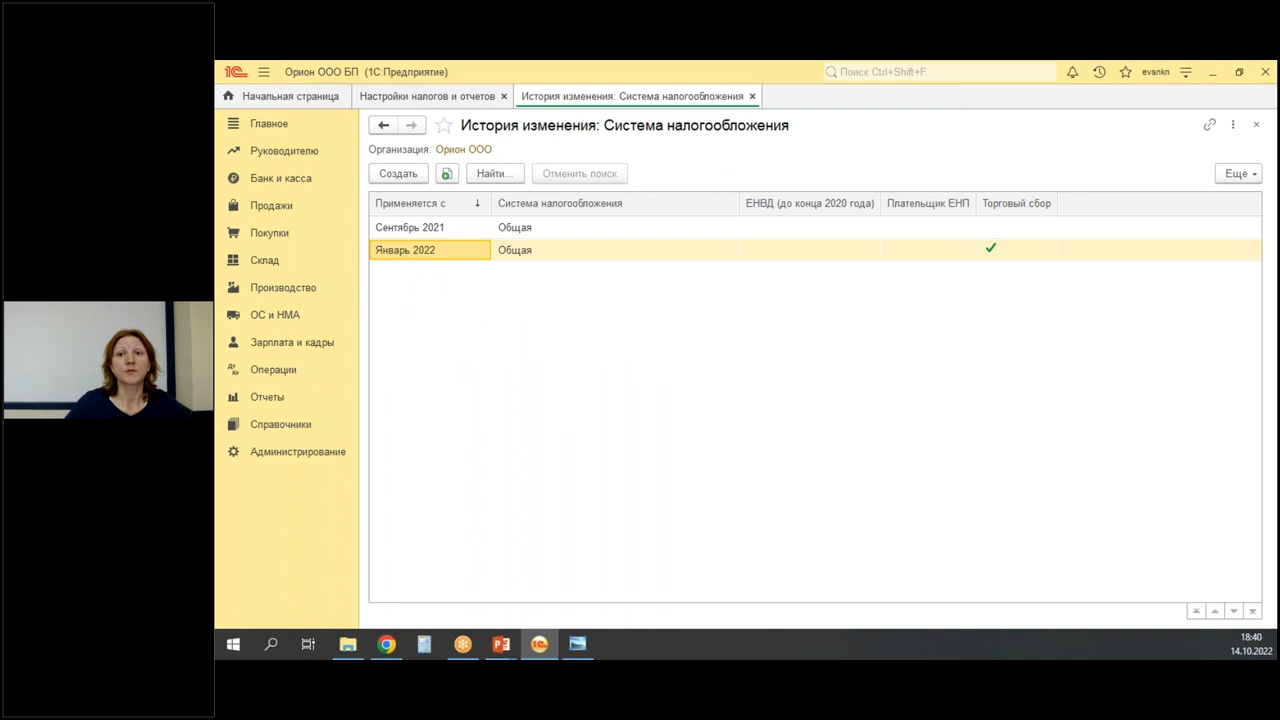 1С Орион ООО БП (1С:Предприятие) Поиск Ctrl+Shift+F evsnkn
Начальная страница Настройки налогов и отчетов × История изменения: Система налогообложения ×
Главное
Руководителю
Банк и касса
Продажи
Покупки
Склад
Производство
ОС и НМА
Зарплата и кадры
Операции
Отчеты
Справочники
Администрирование
История изменения: Система налогообложения
Организация: Орион ООО
Создать Найти... Отменить поиск Еще
Применяется с Система налогообложения ЕНВД (до конца 2020 года) Плательщик ЕНП Торговый сбор
Сентябрь 2021 Общая
Январь 2022 Общая
18:40
14.10.2022